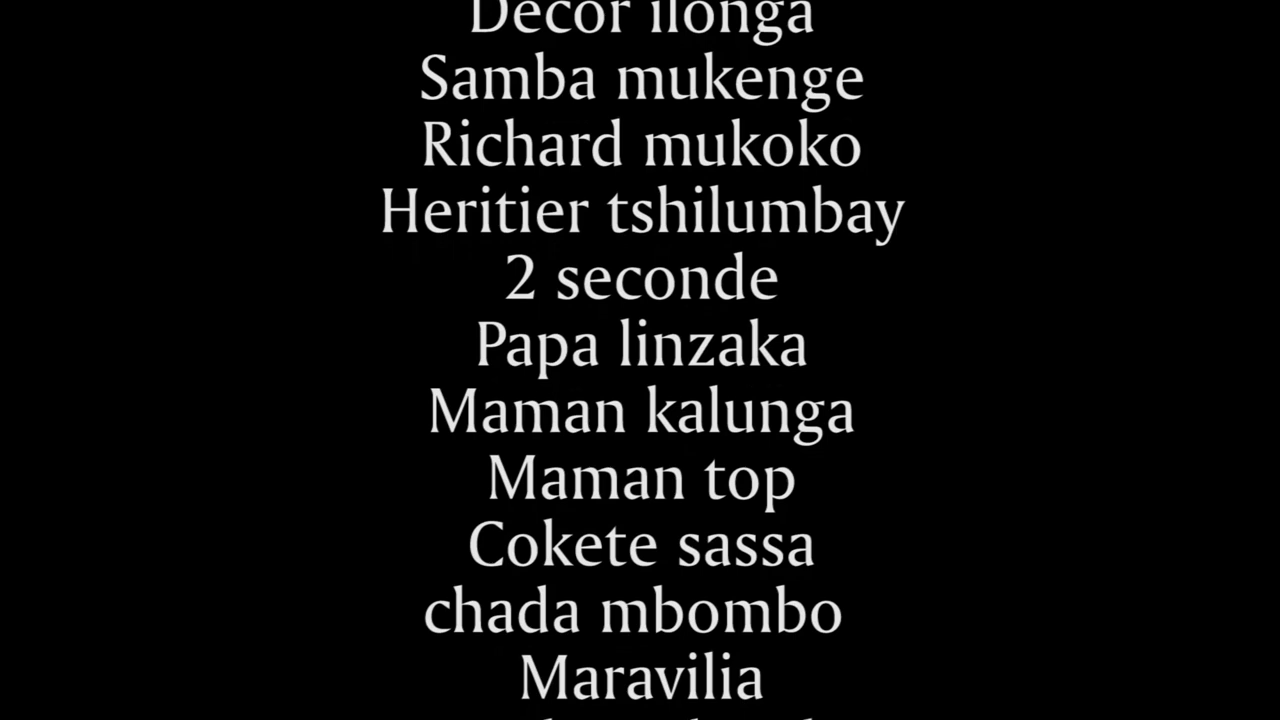 Decor ilonga
Samba mukenge
Richard mukoko
Heritier tshilumbay
2 seconde
Papa linzaka
Maman kalunga
Maman top
Cokete sassa
chada mbombo
Maravilia